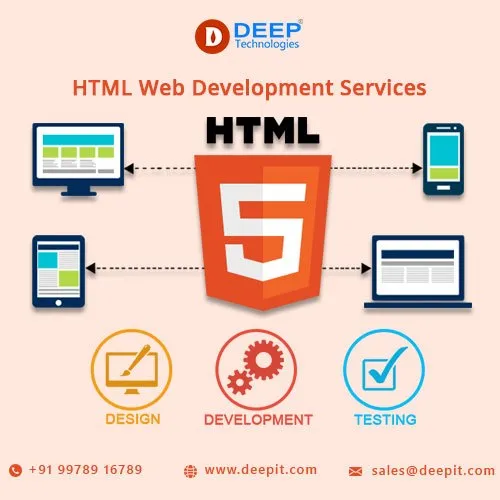 D DEEP®
Technologies
HTML Web Development Services
HTML
5
DESIGN
DEVELOPMENT
TESTING
+91 99789 16789
www.deepit.com
sales@deepit.com